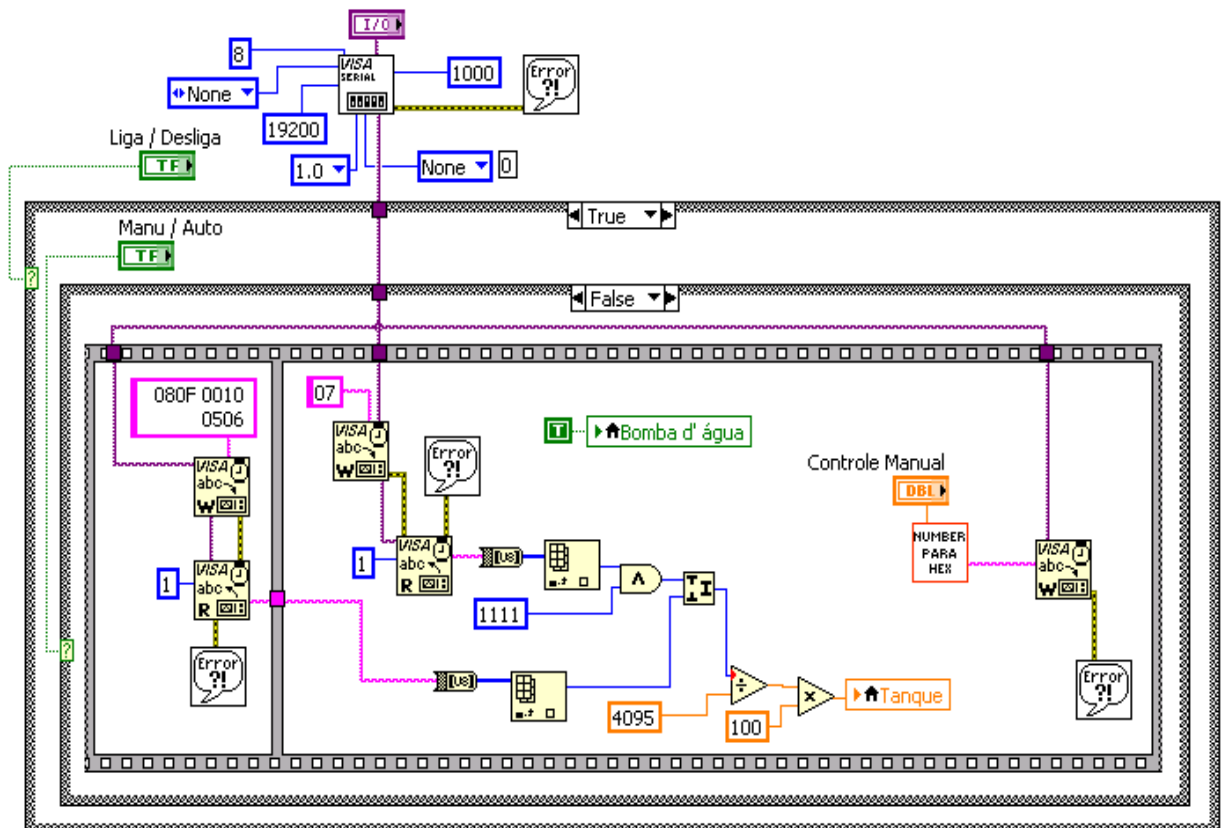 I/O
8
VISA
SERIAL
1000
Error
?!
None
19200
Liga / Desliga
TF
1.0
None
0
True
Manu / Auto
TF
?
False
080F 0010
0506
07
VISA
abc
W
T
Bomba d' água
Error
?!
Controle Manual
DBL
VISA
abc
W
NUMBER
PARA
HEX
1
VISA
abc
R
[U8]
VISA
abc
W
1
VISA
abc
R
1111
?
Error
?!
[U8]
Error
?!
4095
100
Tanque